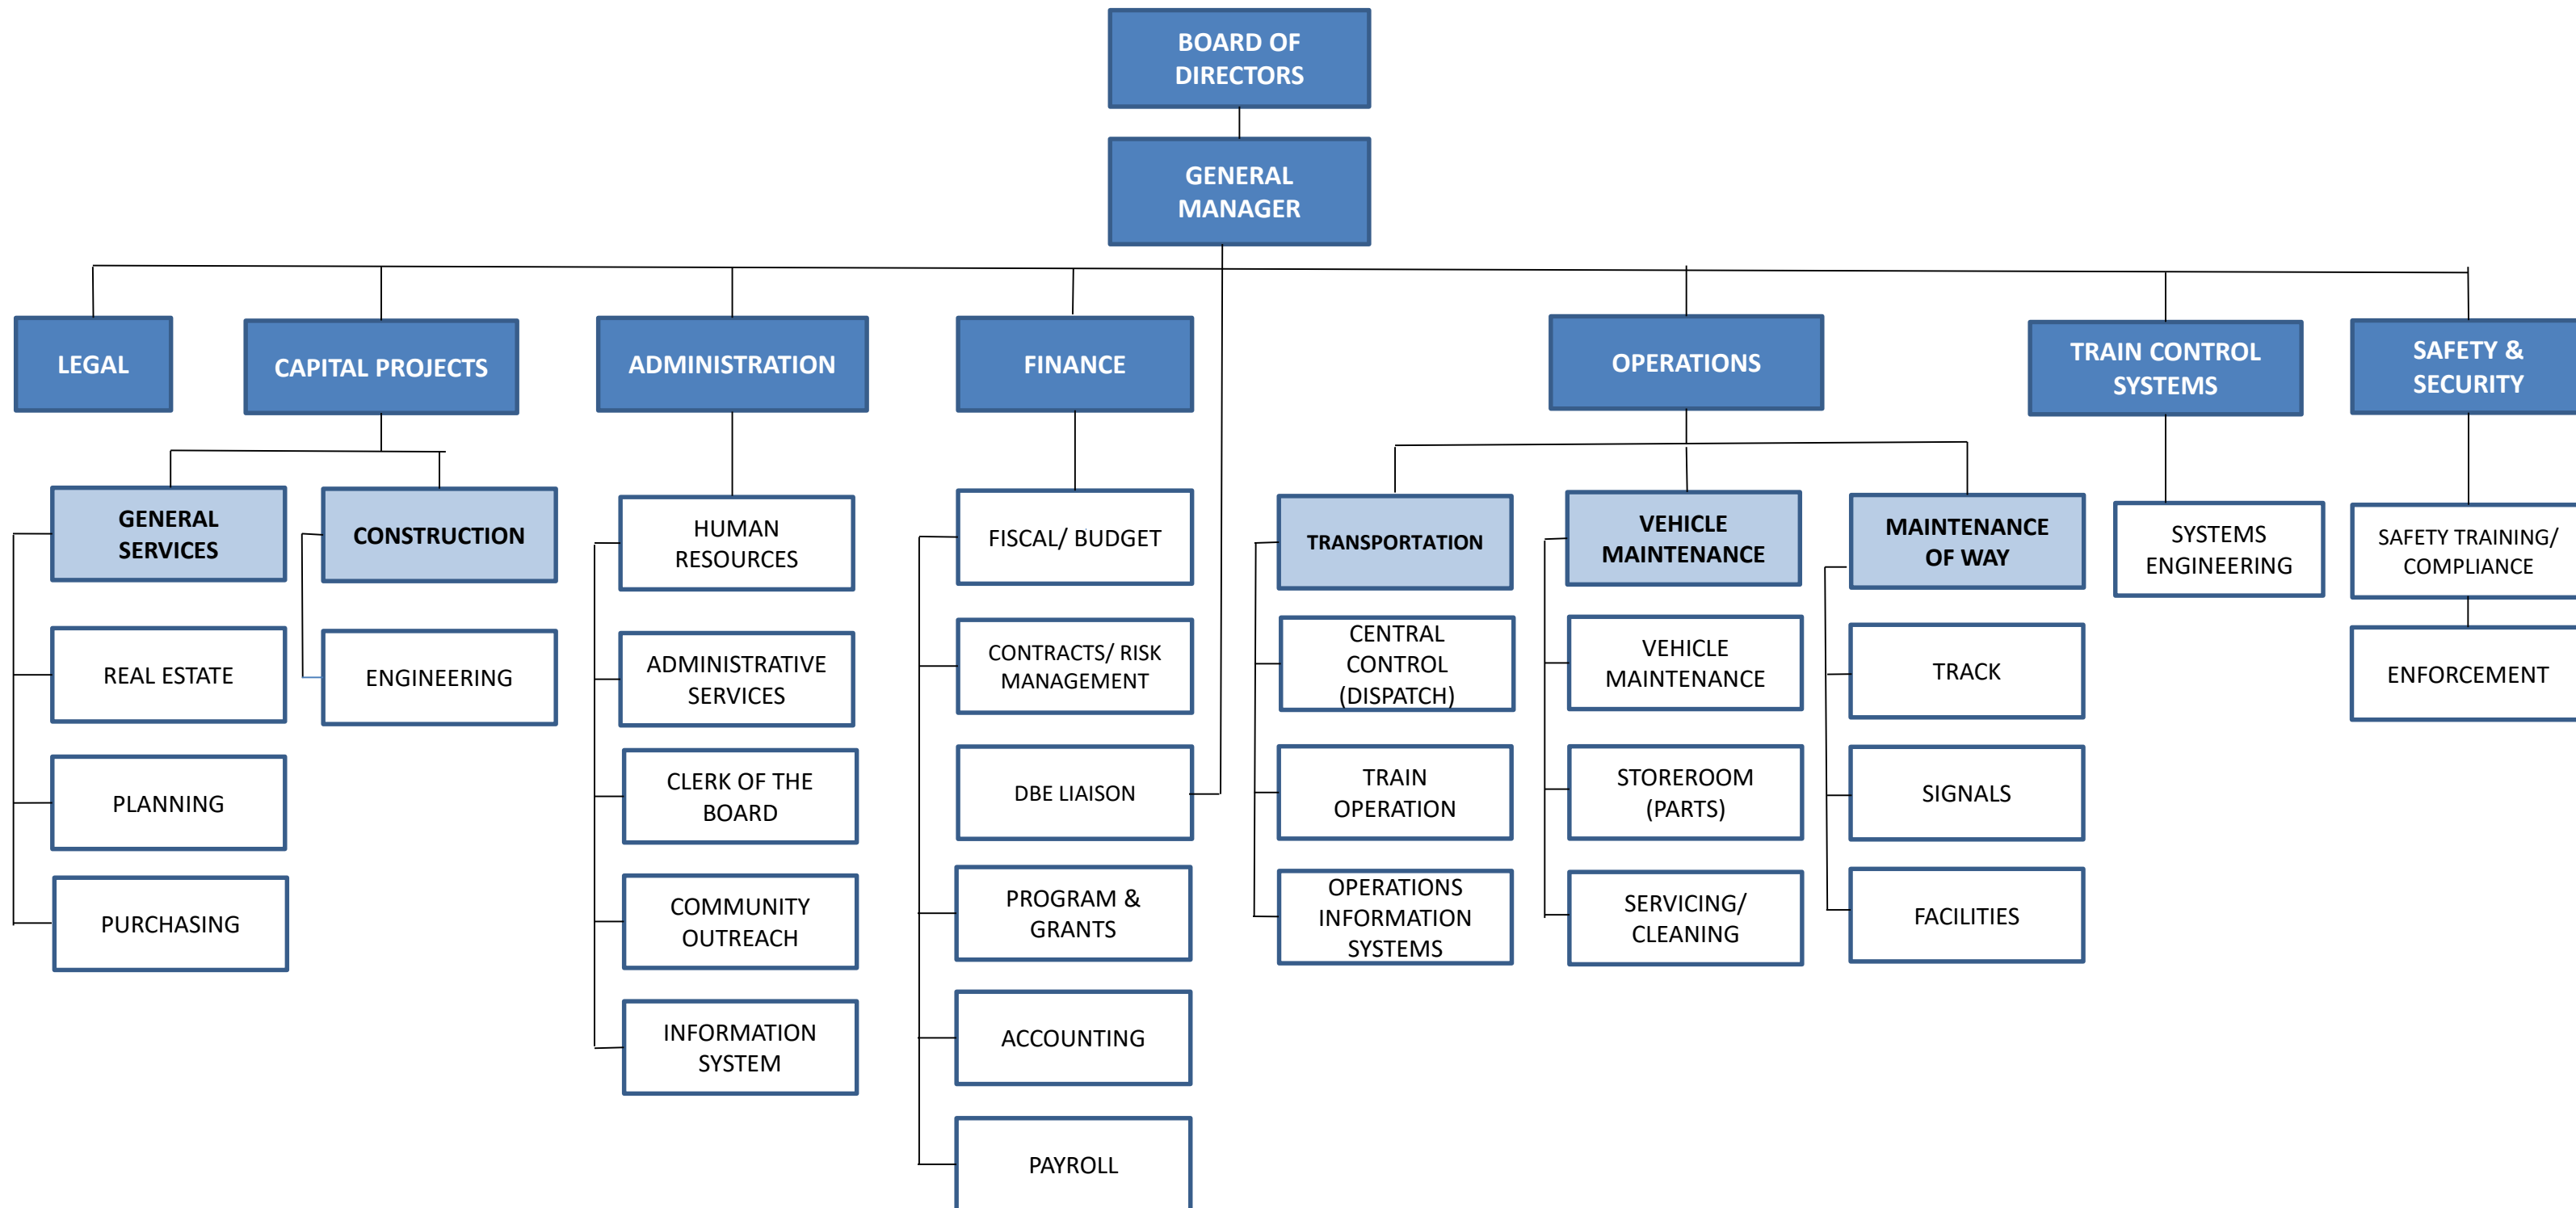 BOARD OF
DIRECTORS
GENERAL
MANAGER
LEGAL
CAPITAL PROJECTS
ADMINISTRATION
FINANCE
OPERATIONS
TRAIN CONTROL
SYSTEMS
SAFETY &
SECURITY
GENERAL
SERVICES
REAL ESTATE
PLANNING
PURCHASING
CONSTRUCTION
ENGINEERING
HUMAN
RESOURCES
ADMINISTRATIVE
SERVICES
CLERK OF THE
BOARD
COMMUNITY
OUTREACH
INFORMATION
SYSTEM
FISCAL/ BUDGET
CONTRACTS/ RISK
MANAGEMENT
DBE LIAISON
PROGRAM &
GRANTS
ACCOUNTING
PAYROLL
TRANSPORTATION
CENTRAL
CONTROL
(DISPATCH)
TRAIN
OPERATION
OPERATIONS
INFORMATION
SYSTEMS
VEHICLE
MAINTENANCE
VEHICLE
MAINTENANCE
STOREROOM
(PARTS)
SERVICING/
CLEANING
MAINTENANCE
OF WAY
TRACK
SIGNALS
FACILITIES
SYSTEMS
ENGINEERING
SAFETY TRAINING/
COMPLIANCE
ENFORCEMENT